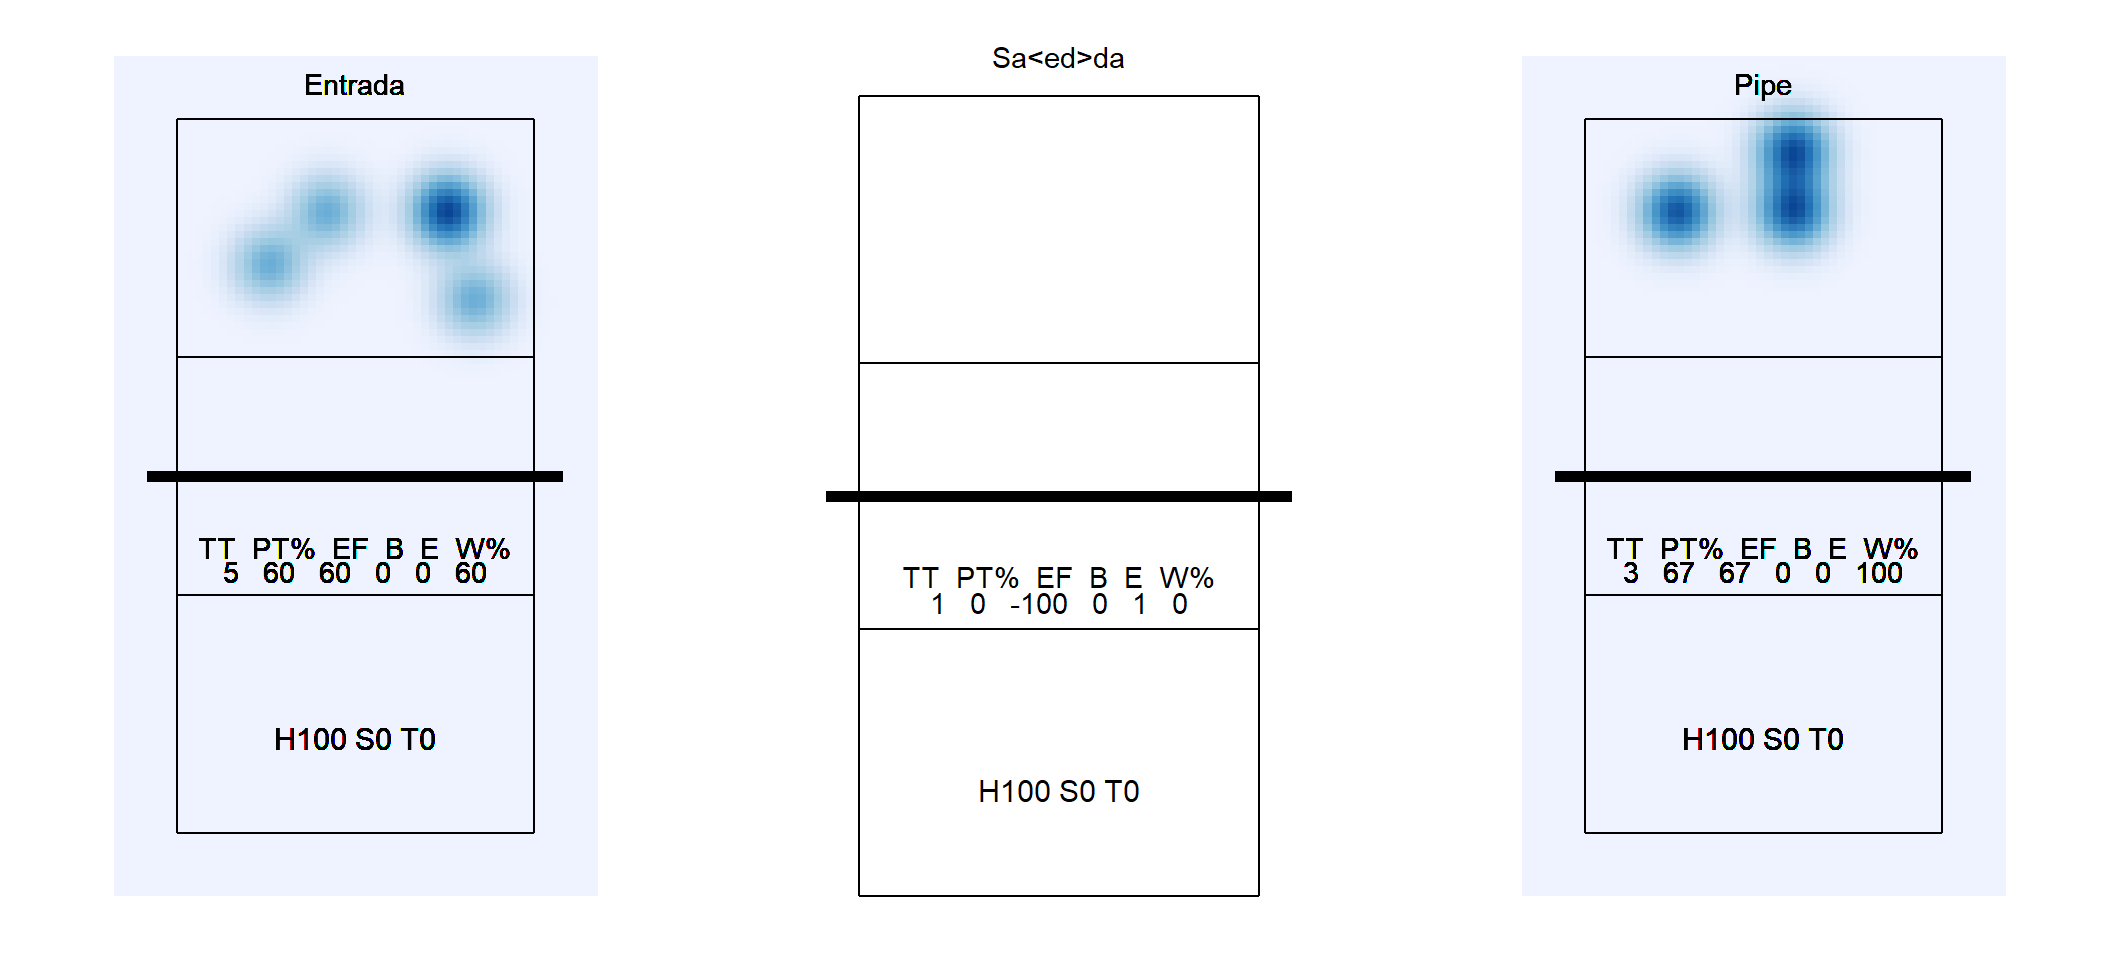 Entrada
TT PT% EF B E W%
5 60 60 0 0 60
H100 S0 T0
Sa<ed>da
TT PT% EF B E W%
1 0 -100 0 1 0
H100 S0 T0
Pipe
TT PT% EF B E W%
3 67 67 0 0 100
H100 S0 T0